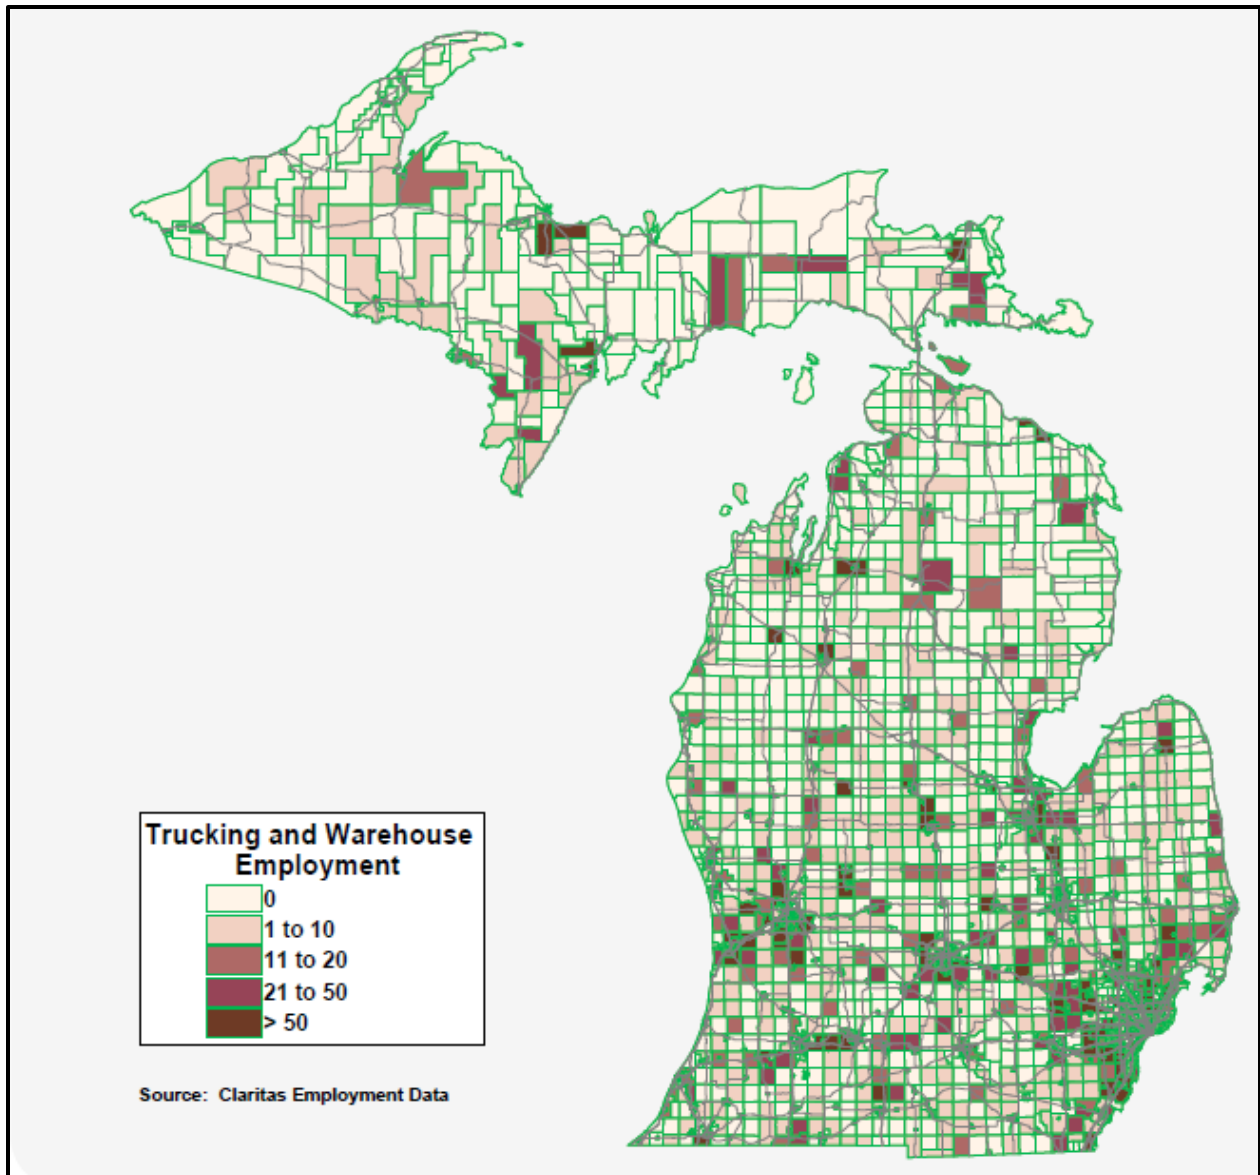 Trucking and Warehouse
Employment
0
1 to 10
11 to 20
21 to 50
> 50
Source: Claritas Employment Data